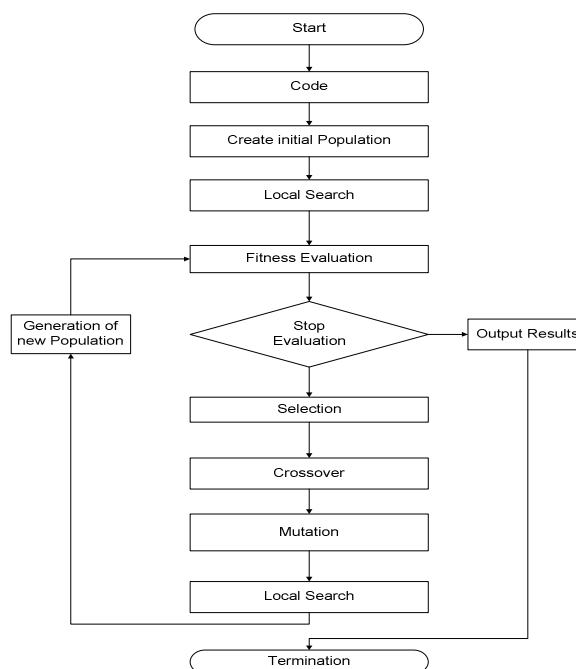 Start
Code
Create initial Population
Local Search
Fitness Evaluation
Generation of
new Population
Stop
Evaluation
Output Results
Selection
Crossover
Mutation
Local Search
Termination